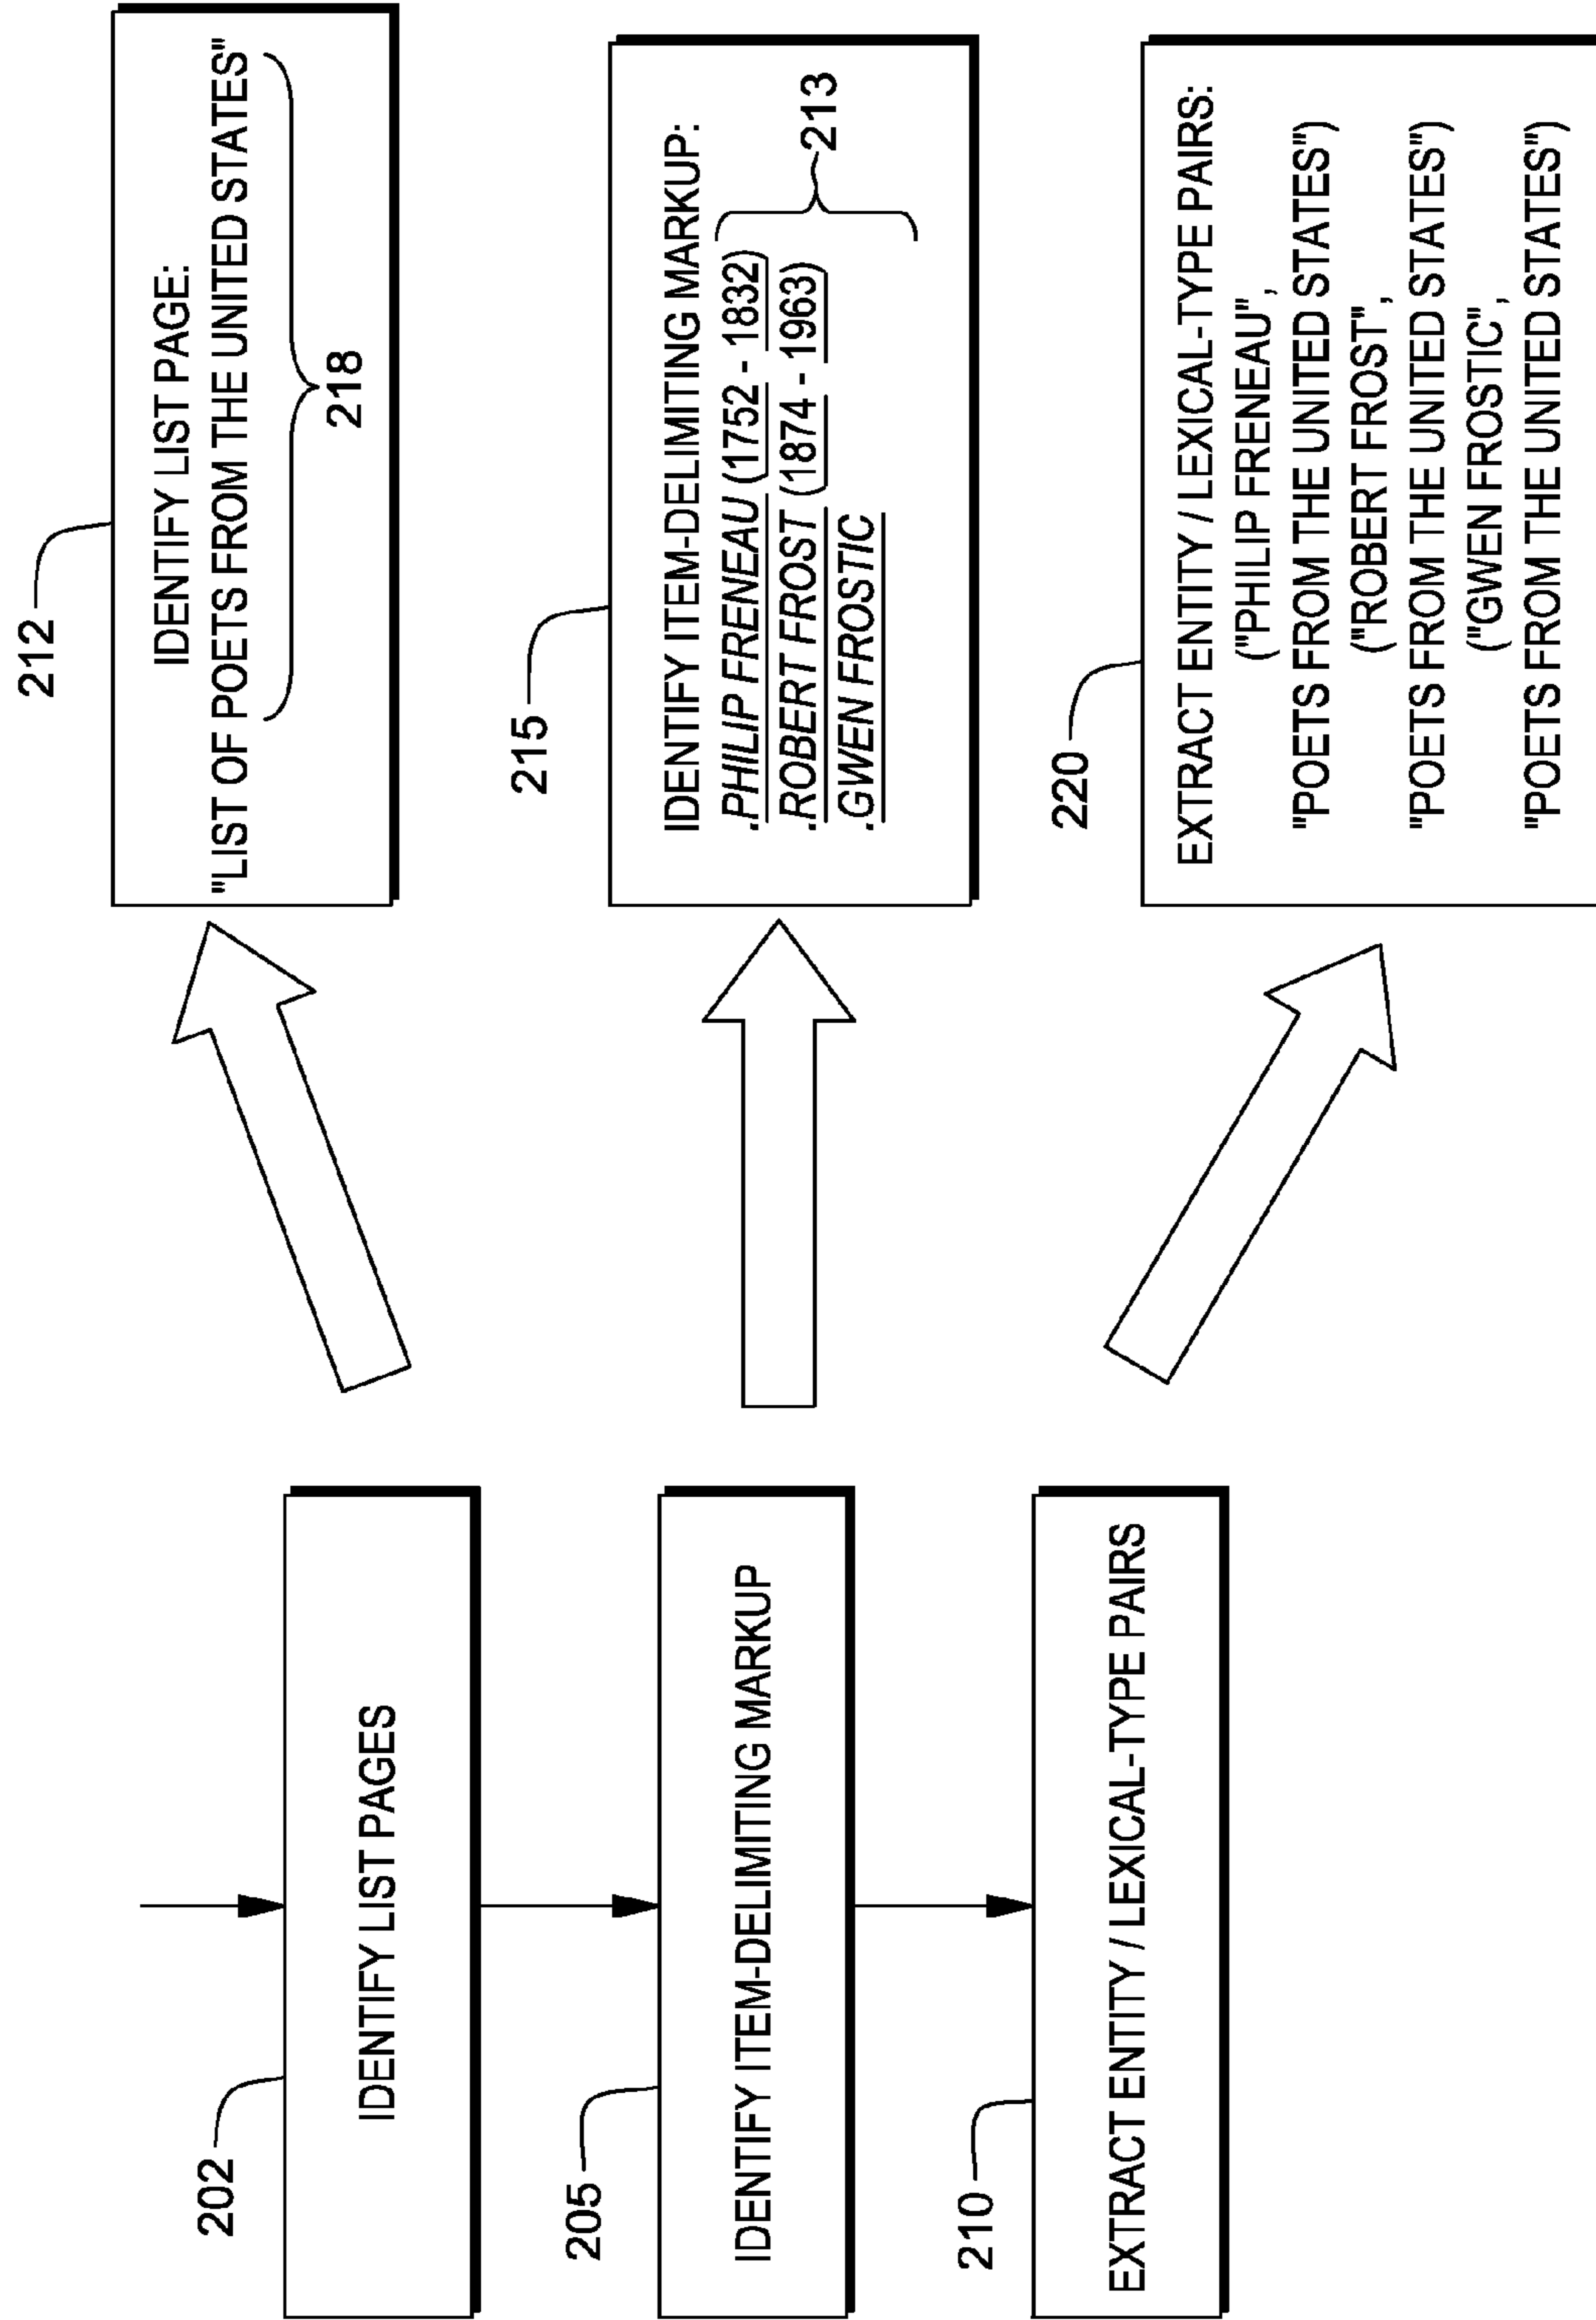 202
IDENTIFY LIST PAGES
205
IDENTIFY ITEM-DELIMITING MARKUP
210
EXTRACT ENTITY / LEXICAL-TYPE PAIRS
212
IDENTIFY LIST PAGE:
"LIST OF POETS FROM THE UNITED STATES"
218
215
IDENTIFY ITEM-DELIMITING MARKUP:
.PHILIP FRENEAU (1752 - 1832)
.ROBERT FROST (1874 - 1963)
.GWEN FROSTIC
213
220
EXTRACT ENTITY / LEXICAL-TYPE PAIRS:
("PHILIP FRENEAU",
"POETS FROM THE UNITED STATES")
("ROBERT FROST",
"POETS FROM THE UNITED STATES")
("GWEN FROSTIC",
"POETS FROM THE UNITED STATES")